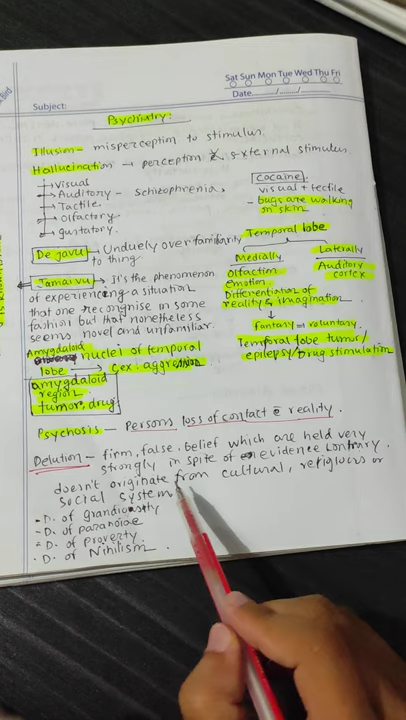 Sat Sun Mon Tue Wed Thu Fri
Subject:
Date........./......../........
Psychiatry:
Illusion- misperception to stimulus.
Hallucination → perception external stimulus
Visual
Auditory - schizophrenia,
Tactile
Olfactory
gustatory.
Cocaine.
visual + tectile
- bugs are walking on skin
De javu → Unduely over familiarity
to thing
Jamai vu → It's the phenomenon
of experiencing a situation
that one recongnise in some
fashion but that nonetheless
seems novel and unfamiliar.
Temporal lobe
Medially
Olfaction
emotion.
Differentiation of
reality & imagination
Laterally
Auditory
cortex
fantasy = voluntary.
Temporal lobe tumor/
epilepsy/Drug stimulation
Amygdaloid nuclei of temporal
lobe → sex: aggression
amygdaloid
region
tumor, drug
Psychosis - Persons loss of contact c̄ reality.
Delusion - firm, false, belief which are held very
strongly in spite of evidence contrary.
doesn't originate from cultural, religious or
social system
- D. of grandiosity
- D. of paranoiae
- D. of proverty.
- D. of Nihilism.